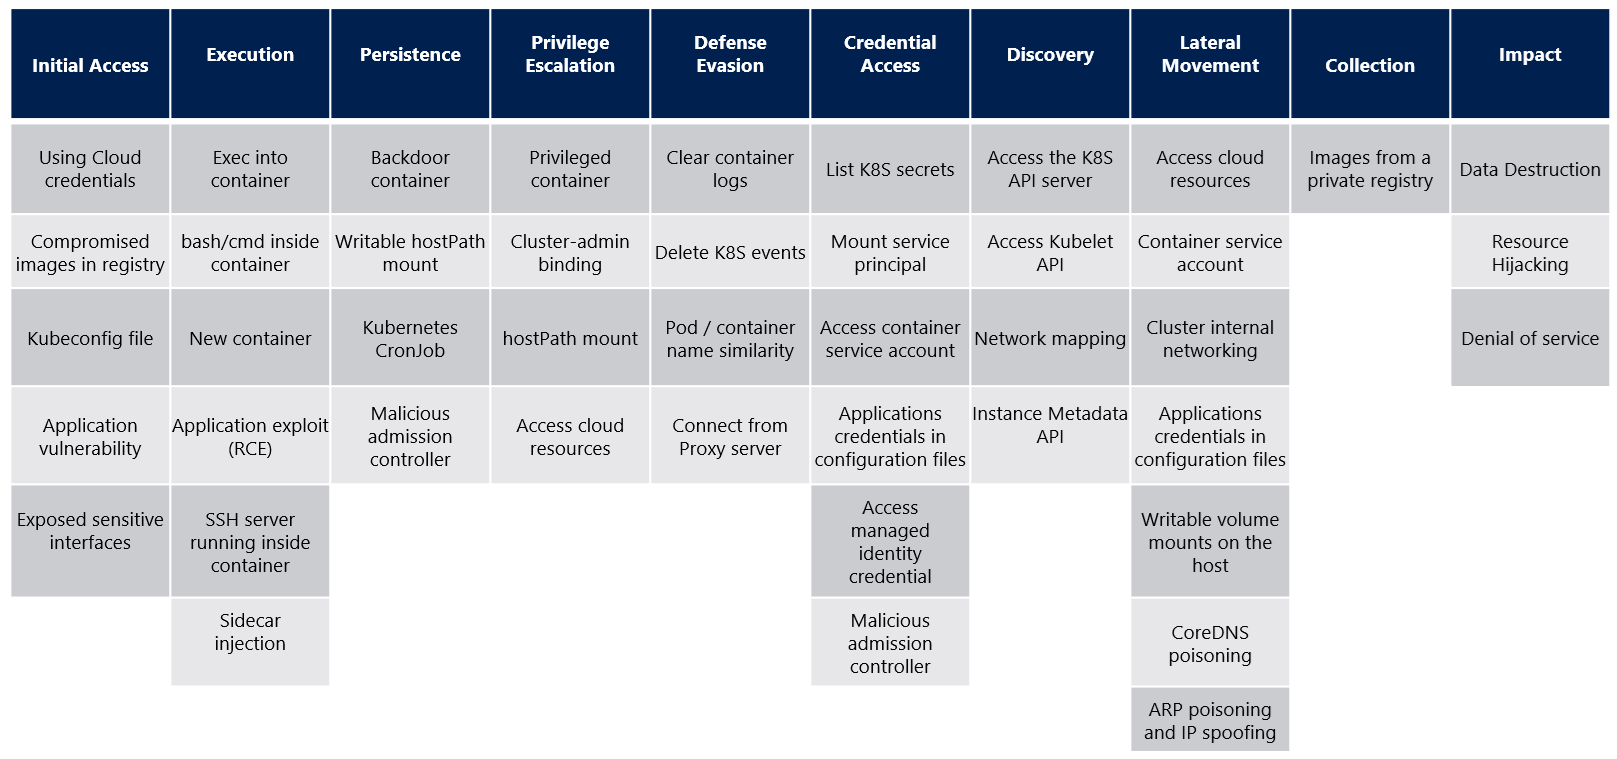 Initial Access
Execution
Persistence
Privilege
Escalation
Defense
Evasion
Credential
Access
Discovery
Lateral
Movement
Collection
Impact
Using Cloud
credentials
Exec into
container
Backdoor
container
Privileged
container
Clear container
logs
List K8S secrets
Access the K8S
API server
Access cloud
resources
Images from a
private registry
Data Destruction
Compromised
images in registry
bash/cmd inside
container
Writable hostPath
mount
Cluster-admin
binding
Delete K8S events
Mount service
principal
Access Kubelet
API
Container service
account
Resource
Hijacking
Kubeconfig file
New container
Kubernetes
CronJob
hostPath mount
Pod / container
name similarity
Access container
service account
Network mapping
Cluster internal
networking
Denial of service
Application
vulnerability
Application exploit
(RCE)
Malicious
admission
controller
Access cloud
resources
Connect from
Proxy server
Applications
credentials in
configuration files
Instance Metadata
API
Applications
credentials in
configuration files
Exposed sensitive
interfaces
SSH server
running inside
container
Access
managed
identity
credential
Writable volume
mounts on the
host
Sidecar
injection
Malicious
admission
controller
CoreDNS
poisoning
ARP poisoning
and IP spoofing